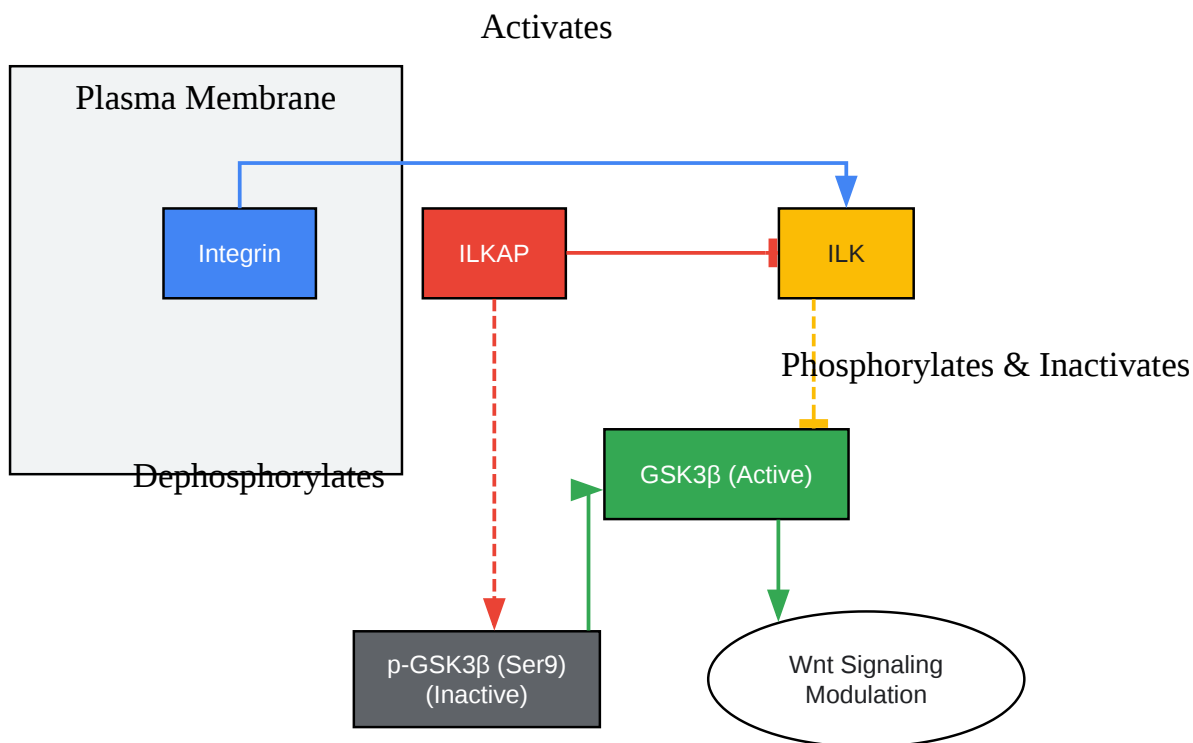 Activates
Plasma Membrane
Integrin
ILKAP
ILK
Phosphorylates & Inactivates
GSK3β (Active)
Dephosphorylates
p-GSK3β (Ser9)
(Inactive)
Wnt Signaling
Modulation